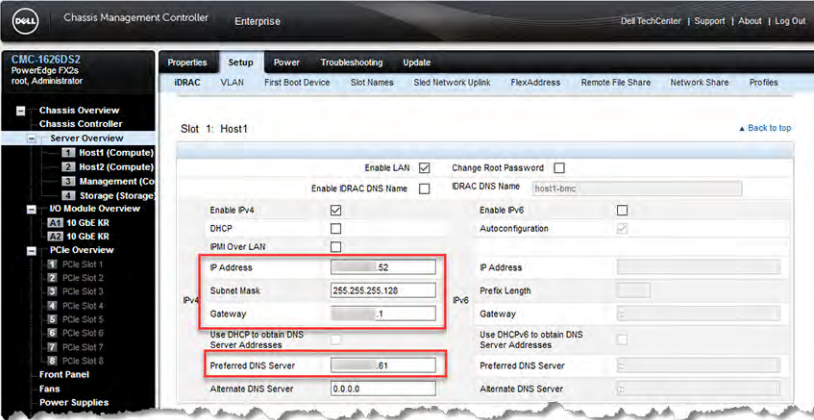 DELL
Chassis Management Controller Enterprise
Dell TechCenter | Support | About | Log Out
CMC-1626DS2
PowerEdge FX2s
root, Administrator
Properties Setup Power Troubleshooting Update
iDRAC VLAN First Boot Device Slot Names Sled Network Uplink FlexAddress Remote File Share Network Share Profiles
Chassis Overview
Chassis Controller
Server Overview
1 Host1 (Compute)
2 Host2 (Compute)
3 Management (Co
4 Storage (Storage)
I/O Module Overview
A1 10 GbE KR
A2 10 GbE KR
PCIe Overview
1 PCIe Slot 1
2 PCIe Slot 2
3 PCIe Slot 3
4 PCIe Slot 4
5 PCIe Slot 5
6 PCIe Slot 6
7 PCIe Slot 7
8 PCIe Slot 8
Front Panel
Fans
Power Supplies
Slot 1: Host1
Back to top
Enable LAN Change Root Password
Enable IDRAC DNS Name IDRAC DNS Name host1-bmc
IPv4
Enable IPv4
DHCP
IPMI Over LAN
IP Address .52
Subnet Mask 255.255.255.128
Gateway .1
Use DHCP to obtain DNS
Server Addresses
Preferred DNS Server .61
Alternate DNS Server 0.0.0.0
IPv6
Enable IPv6
Autoconfiguration
IP Address
Prefix Length
Gateway ::
Use DHCPv6 to obtain DNS
Server Addresses
Preferred DNS Server ::
Alternate DNS Server ::